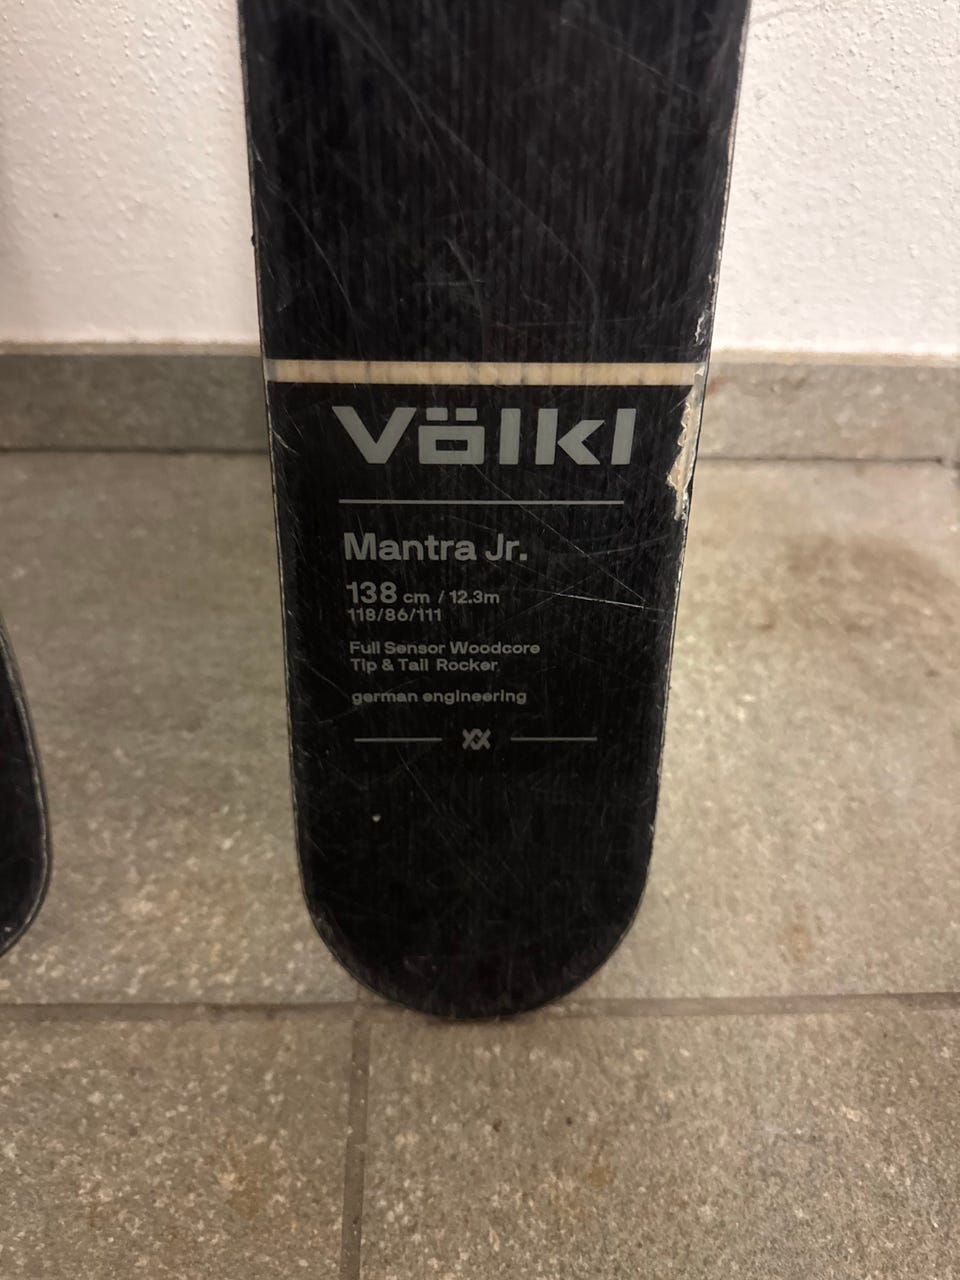 Völkl
Mantra Jr.
138 cm / 12.3m
118/86/111
Full Sensor Woodcore
Tip & Tail Rocker
german engineering